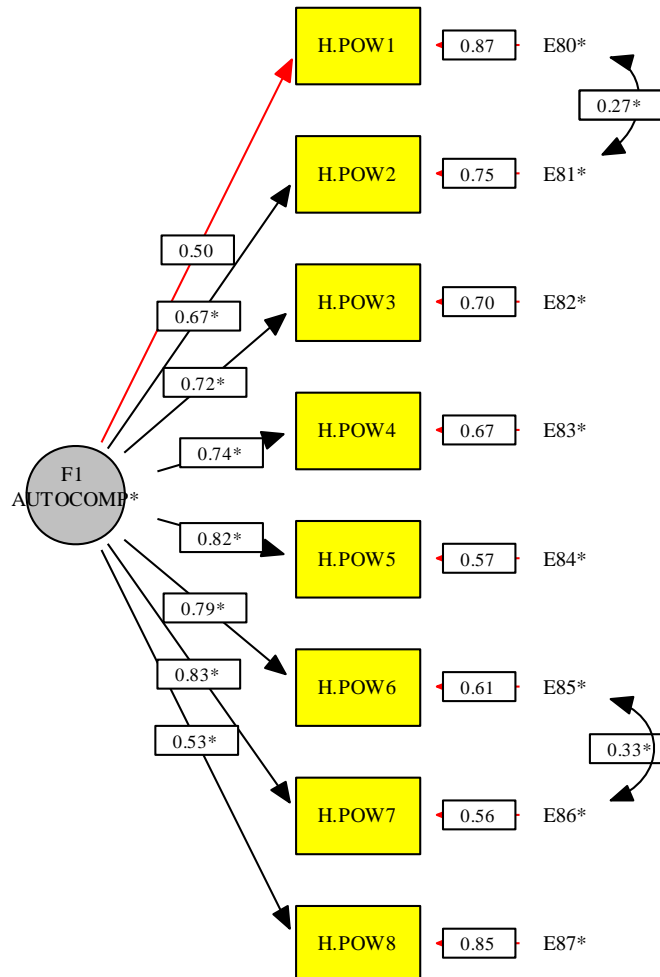 H.POW1
0.87
E80*
0.27*
H.POW2
0.75
E81*
0.50
0.67*
H.POW3
0.70
E82*
0.72*
H.POW4
0.67
E83*
0.74*
F1
AUTOCOMP*
0.82*
H.POW5
0.57
E84*
0.79*
H.POW6
0.61
E85*
0.83*
0.53*
0.33*
H.POW7
0.56
E86*
H.POW8
0.85
E87*